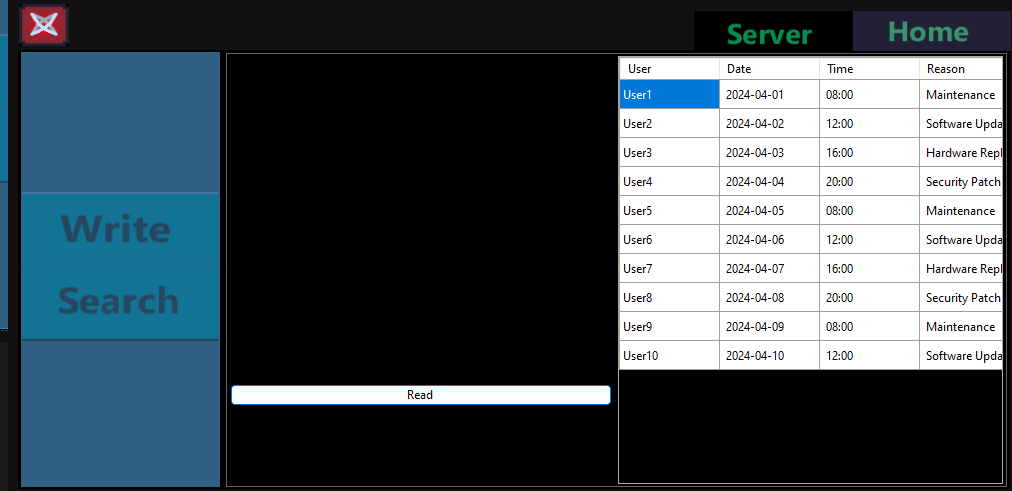 Server Home
Write
Search
Read
User Date Time Reason
User1 2024-04-01 08:00 Maintenance
User2 2024-04-02 12:00 Software Upda
User3 2024-04-03 16:00 Hardware Repl
User4 2024-04-04 20:00 Security Patch
User5 2024-04-05 08:00 Maintenance
User6 2024-04-06 12:00 Software Upda
User7 2024-04-07 16:00 Hardware Repl
User8 2024-04-08 20:00 Security Patch
User9 2024-04-09 08:00 Maintenance
User10 2024-04-10 12:00 Software Upda